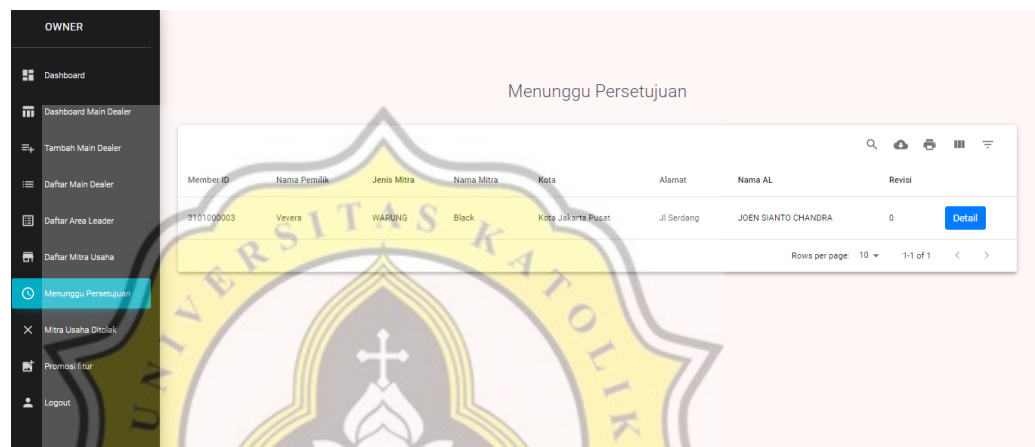 OWNER
Dashboard
Dashboard Main Dealer
Tambah Main Dealer
Daftar Main Dealer
Daftar Area Leader
Daftar Mitra Usaha
Menunggu Persetujuan
Mitra Usaha Ditolak
Promosi fitur
Logout
Menunggu Persetujuan
Member ID Nama Pemilik Jenis Mitra Nama Mitra Kota Alamat Nama AL Revisi
3101000003 Vevera WARUNG Black Kota Jakarta Pusat Jl Serdang JOEN SIANTO CHANDRA 0 Detail
Rows per page: 10 1-1 of 1
UNIVERSITAS KATOLIK